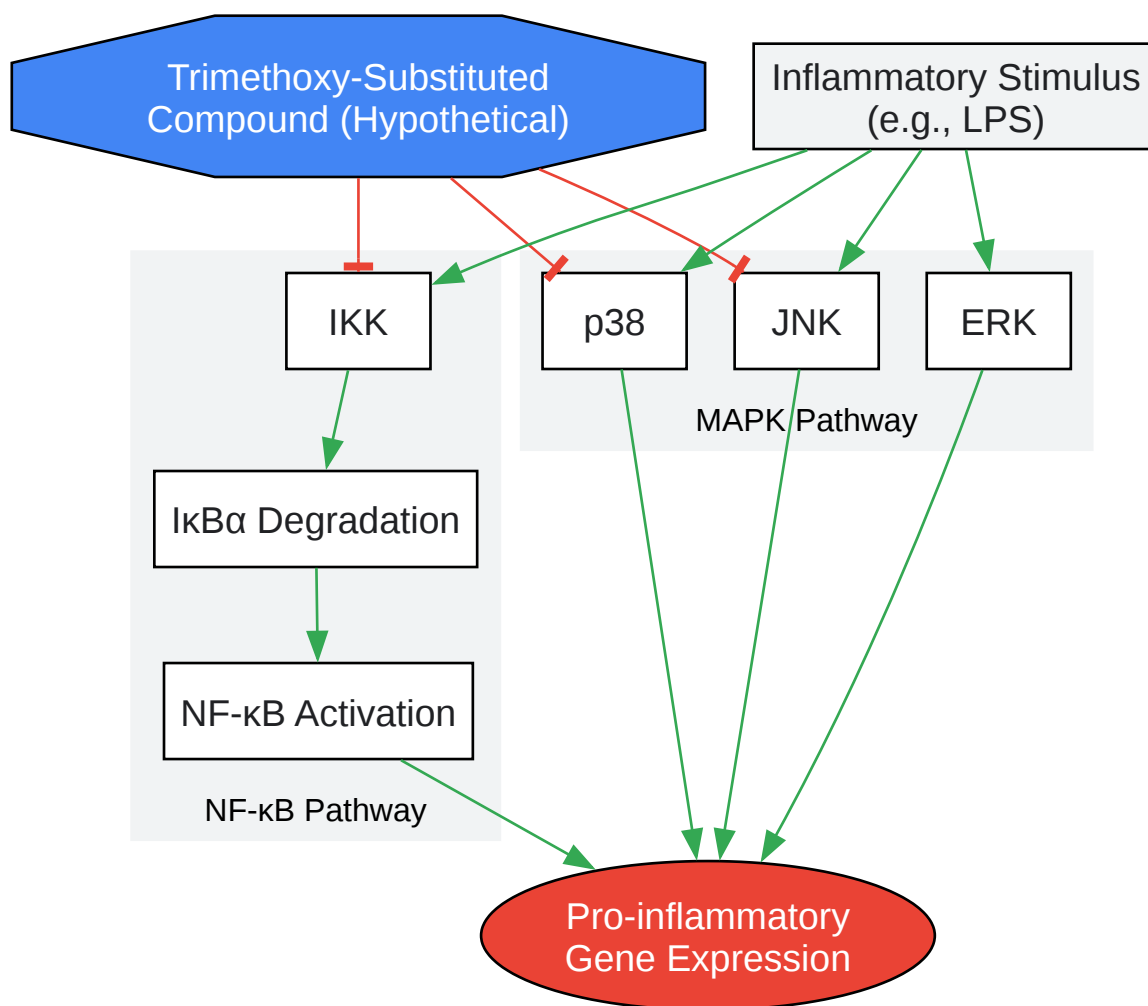 Trimethoxy-Substituted
Compound (Hypothetical)
Inflammatory Stimulus
(e.g., LPS)
IKK
p38
JNK
ERK
MAPK Pathway
IκBα Degradation
NF-κB Activation
NF-κB Pathway
Pro-inflammatory
Gene Expression